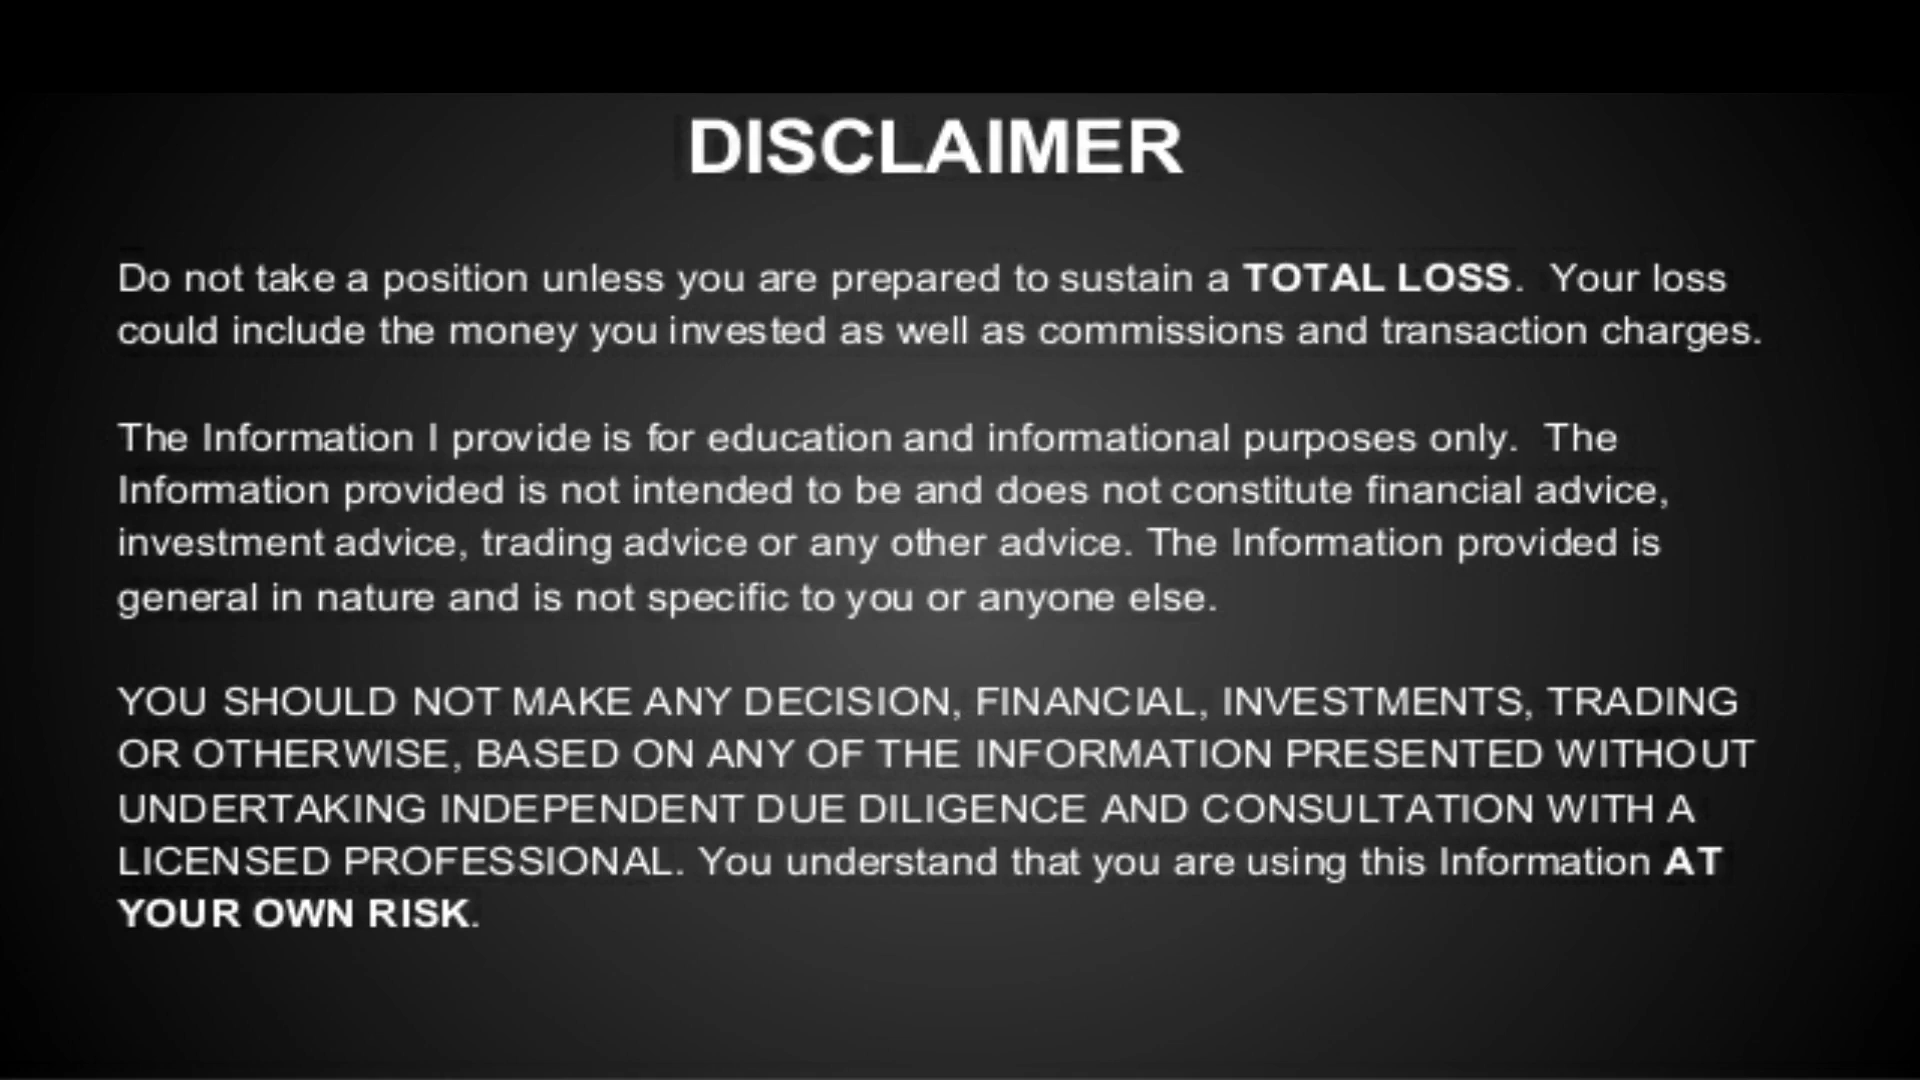 DISCLAIMER
Do not take a position unless you are prepared to sustain a TOTAL LOSS.  Your loss
could include the money you invested as well as commissions and transaction charges.
The Information I provide is for education and informational purposes only.  The
Information provided is not intended to be and does not constitute financial advice,
investment advice, trading advice or any other advice. The Information provided is
general in nature and is not specific to you or anyone else.
YOU SHOULD NOT MAKE ANY DECISION, FINANCIAL, INVESTMENTS, TRADING
OR OTHERWISE, BASED ON ANY OF THE INFORMATION PRESENTED WITHOUT
UNDERTAKING INDEPENDENT DUE DILIGENCE AND CONSULTATION WITH A
LICENSED PROFESSIONAL. You understand that you are using this Information AT
YOUR OWN RISK.